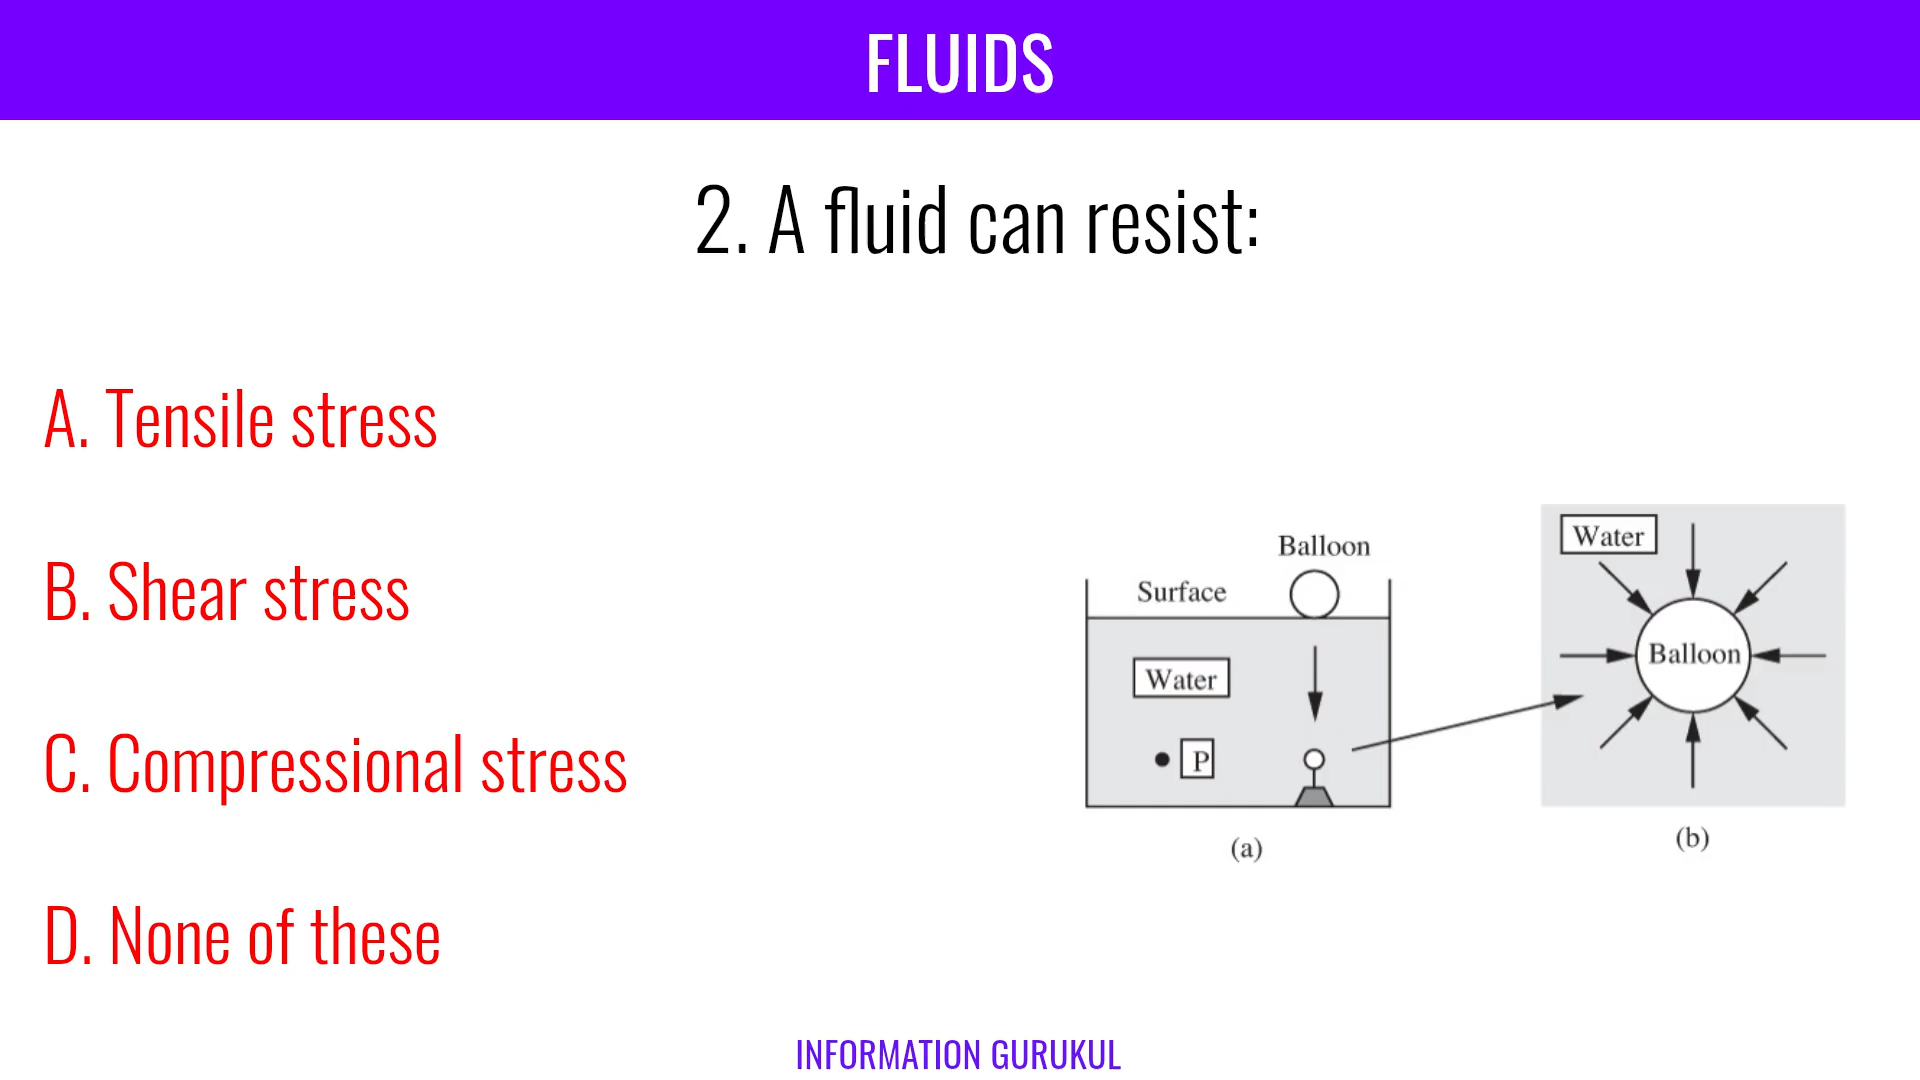 FLUIDS
2. A fluid can resist:
A. Tensile stress
B. Shear stress
C. Compressional stress
D. None of these
Balloon
Surface
Water
P
(a)
Water
Balloon
(b)
INFORMATION GURUKUL